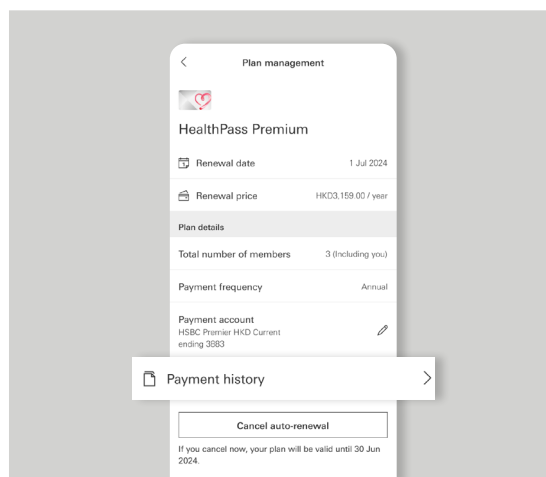 Plan management
HealthPass Premium
Renewal date 1 Jul 2024
Renewal price HKD3,159.00 / year
Plan details
Total number of members 3 (Including you)
Payment frequency Annual
Payment account
HSBC Premier HKD Current
ending 3883
Payment history
Cancel auto-renewal
If you cancel now, your plan will be valid until 30 Jun
2024.